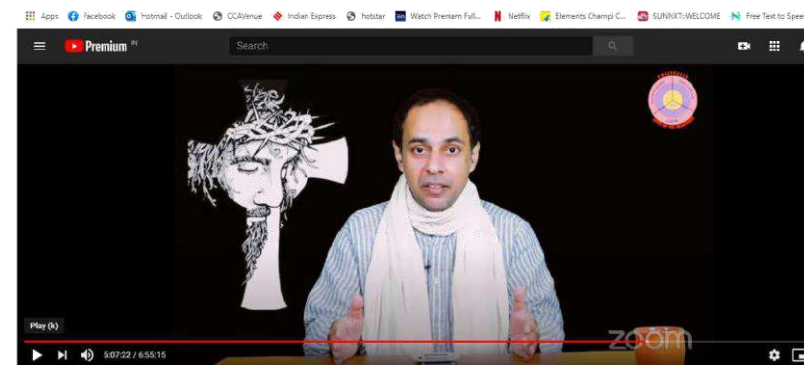 Apps Facebook hotmail - Outlook CCAvenue Indian Express hotstar Watch Premam Full... Netflix Elements Champi C... SUNNXT::WELCOME Free Text to Spee
Premium IN
Search
zoom
Play (k)
5:07:22 / 6:55:15